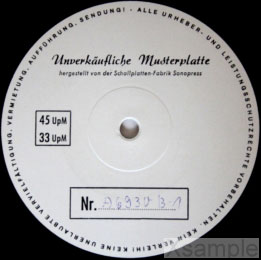 ALLE URHEBER- UND LEISTUNGSSCHUTZRECHTE VORBEHALTEN. KEIN VERLEIH! KEINE UNERLAUBTE VERVIELFÄLTIGUNG, VERMIETUNG, AUFFÜHRUNG, SENDUNG! -
Unverkäufliche Musterplatte
hergestellt von der Schallplatten-Fabrik Sonopress
45 UpM
33 UpM
Nr.
Xsample